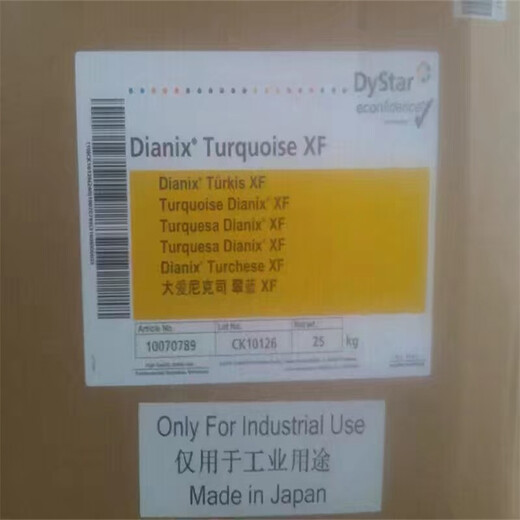 DyStar
econfidence
Dianix® Turquoise XF
Dianix® Türkis XF
Turquoise Dianix® XF
Turquesa Dianix® XF
Turquesa Dianix® XF
Dianix® Turchese XF
大爱尼克司 翠蓝 XF
Article No. Lot No.
10070789 CK10126 25 kg
Only For Industrial Use
仅用于工业用途
Made in Japan